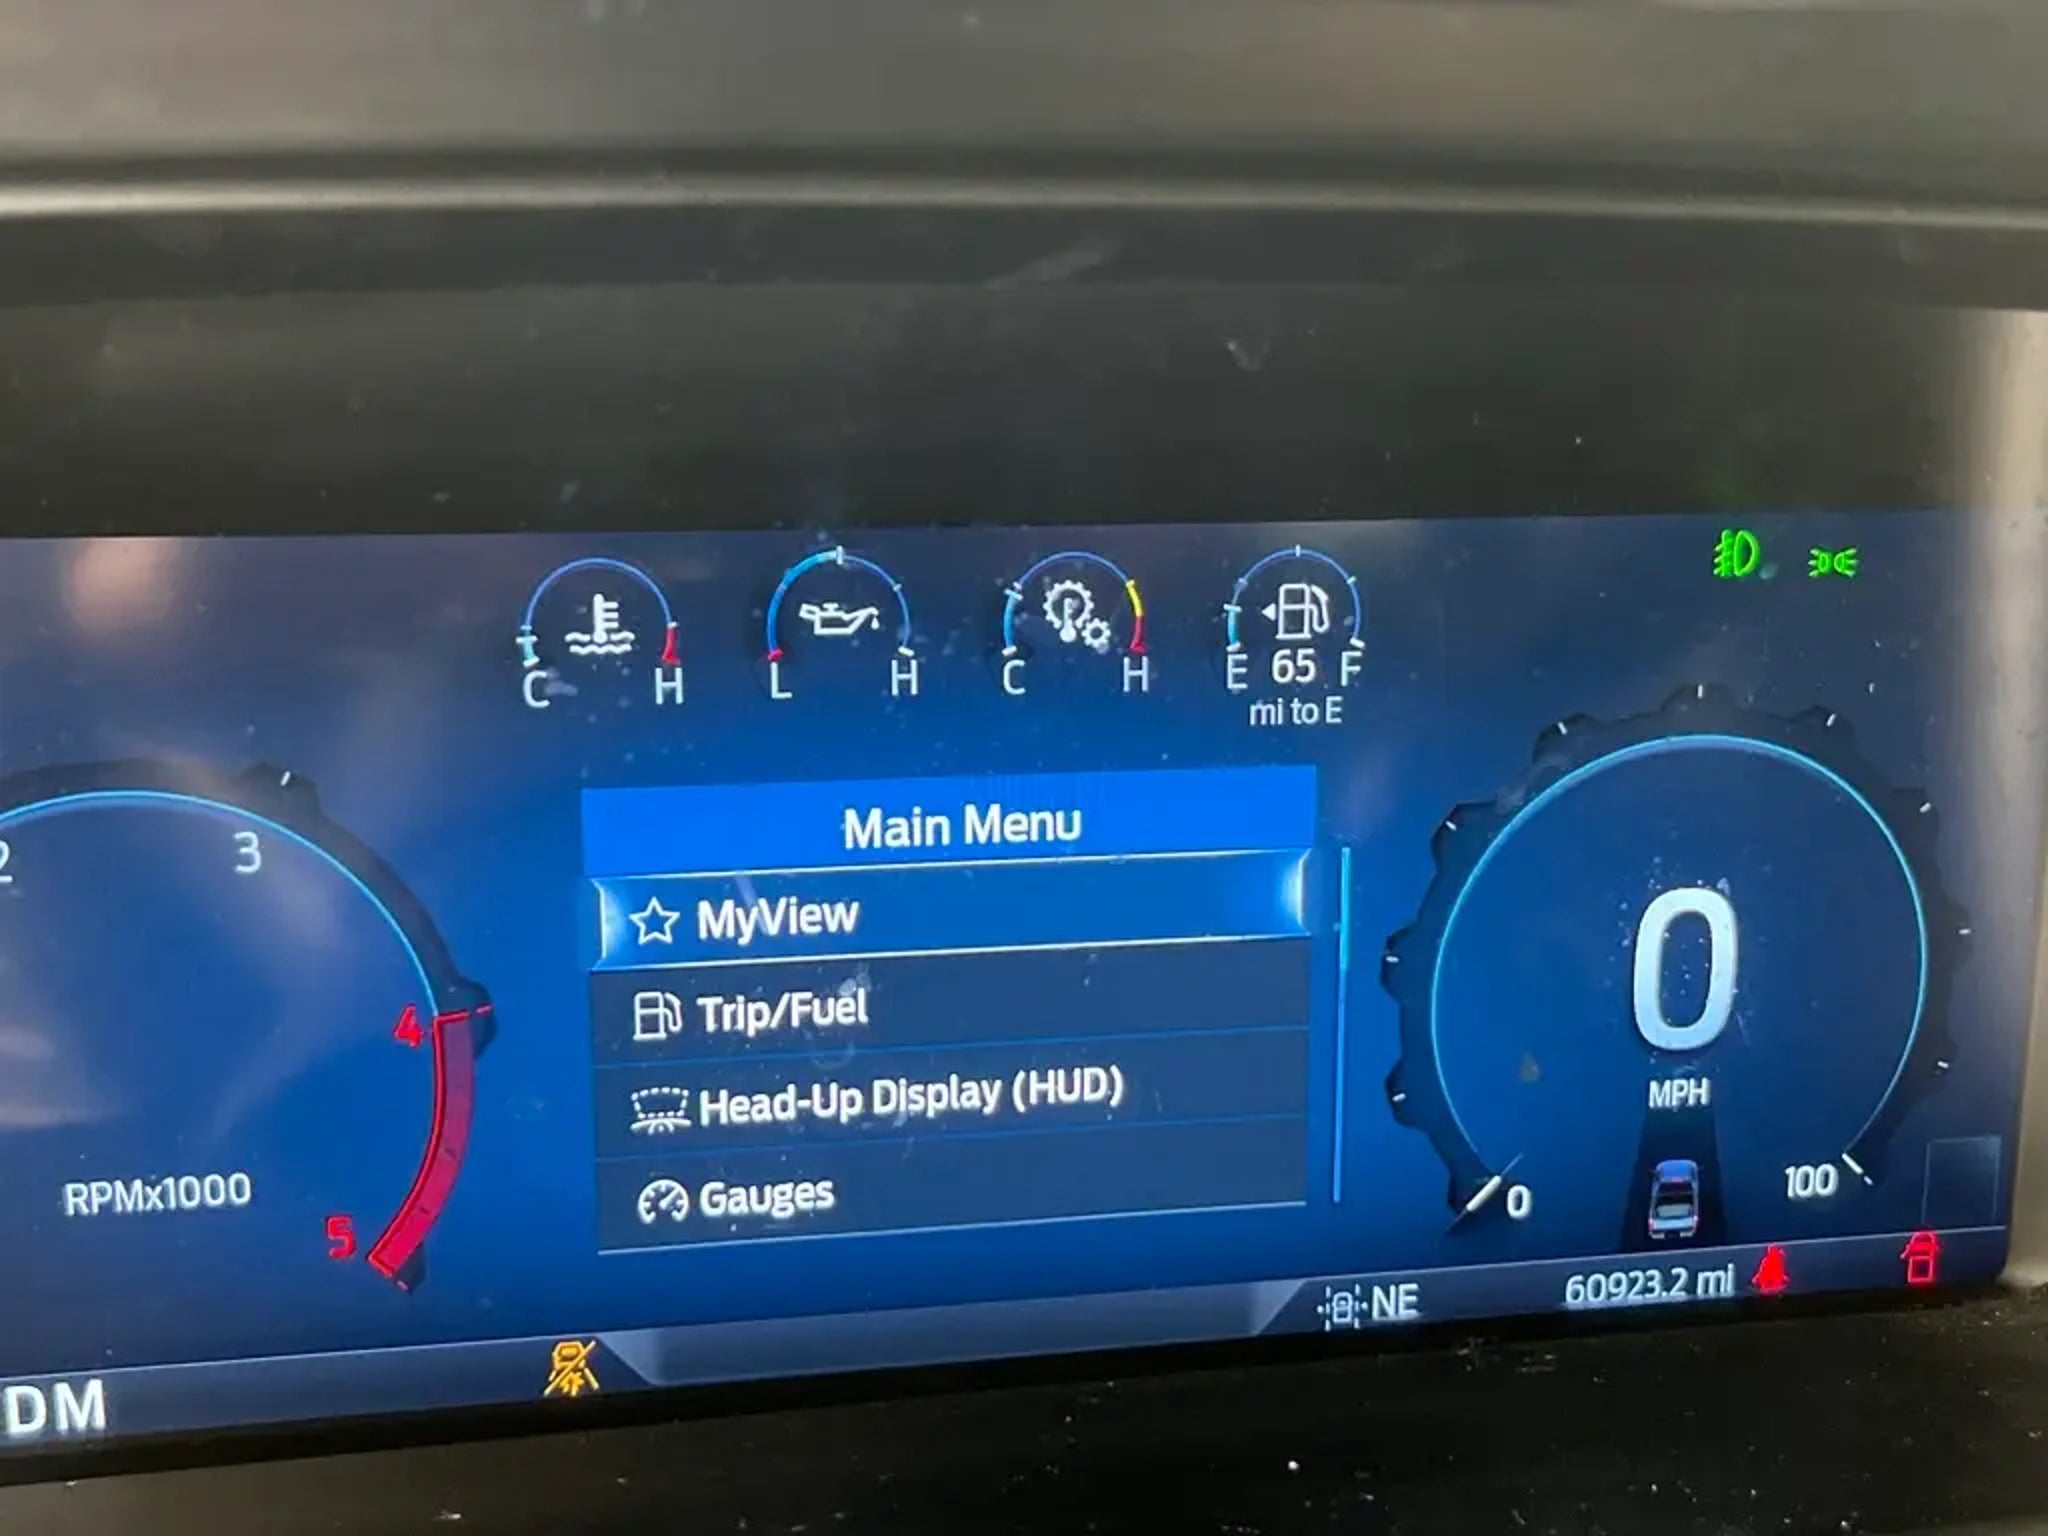 C H
L H
C H
E 65 F
mi to E
2 3 4 5
RPMx1000
Main Menu
MyView
Trip/Fuel
Head-Up Display (HUD)
Gauges
0
MPH
0 100
NE
60923.2 mi
DM